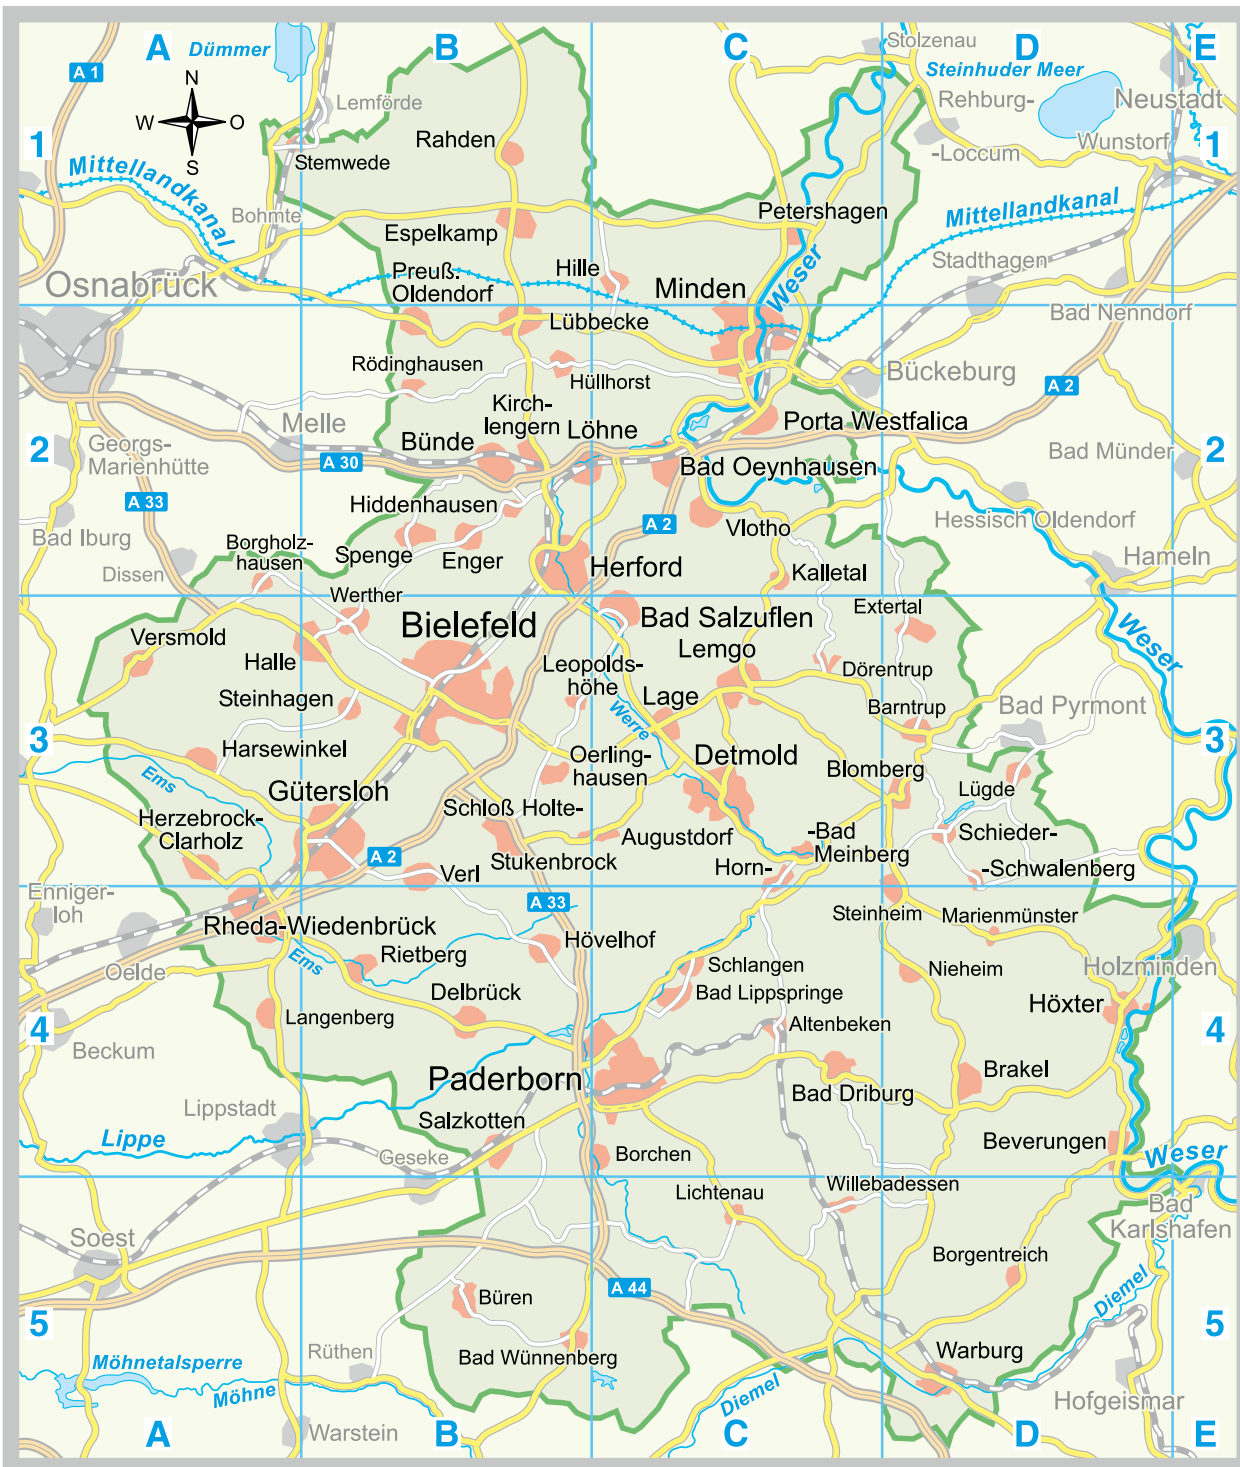 A
B
C
D
E
Dümmer
Stolzenau
Steinhuder Meer
A 1
N
W
O
S
Lemförde
Rehburg-
-Loccum
Neustadt
Wunstorf
1
1
Rahden
Stemwede
Mittellandkanal
Bohmte
Espelkamp
Petershagen
Mittellandkanal
Osnabrück
Preuß.
Oldendorf
Hille
Minden
Weser
Stadthagen
Bad Nenndorf
Lübbecke
Rödinghausen
Hüllhorst
Bückeburg
A 2
Melle
Kirch-
lengern
Löhne
Porta Westfalica
2
2
Georgs-
Marienhütte
Bünde
A 30
Bad Oeynhausen
Bad Münder
A 33
Hiddenhausen
A 2
Vlotho
Hessisch Oldendorf
Bad Iburg
Borgholz-
hausen
Spenge
Enger
Herford
Hameln
Dissen
Kalletal
Werther
Bielefeld
Bad Salzuflen
Extertal
Weser
Versmold
Halle
Lemgo
Leopolds-
höhe
Dörentrup
Steinhagen
Lage
Barntrup
Bad Pyrmont
Werre
3
3
Harsewinkel
Oerling-
hausen
Detmold
Blomberg
Ems
Gütersloh
Lügde
Herzebrock-
Clarholz
Schloß Holte-
Stukenbrock
Augustdorf
-Bad
Meinberg
Horn-
Schieder-
-Schwalenberg
A 2
Verl
Enniger-
loh
A 33
Steinheim
Marienmünster
Rheda-Wiedenbrück
Hövelhof
Ems
Rietberg
Oelde
Schlangen
Nieheim
Holzminden
Delbrück
Bad Lippspringe
Höxter
Langenberg
Altenbeken
4
4
Beckum
Paderborn
Brakel
Bad Driburg
Lippstadt
Salzkotten
Lippe
Beverungen
Geseke
Borchen
Weser
Lichtenau
Willebadessen
Bad
Karlshafen
Soest
Borgentreich
Diemel
Büren
A 44
5
5
Möhnetalsperre
Rüthen
Bad Wünnenberg
Warburg
Möhne
Diemel
Hofgeismar
Warstein
A
B
C
D
E